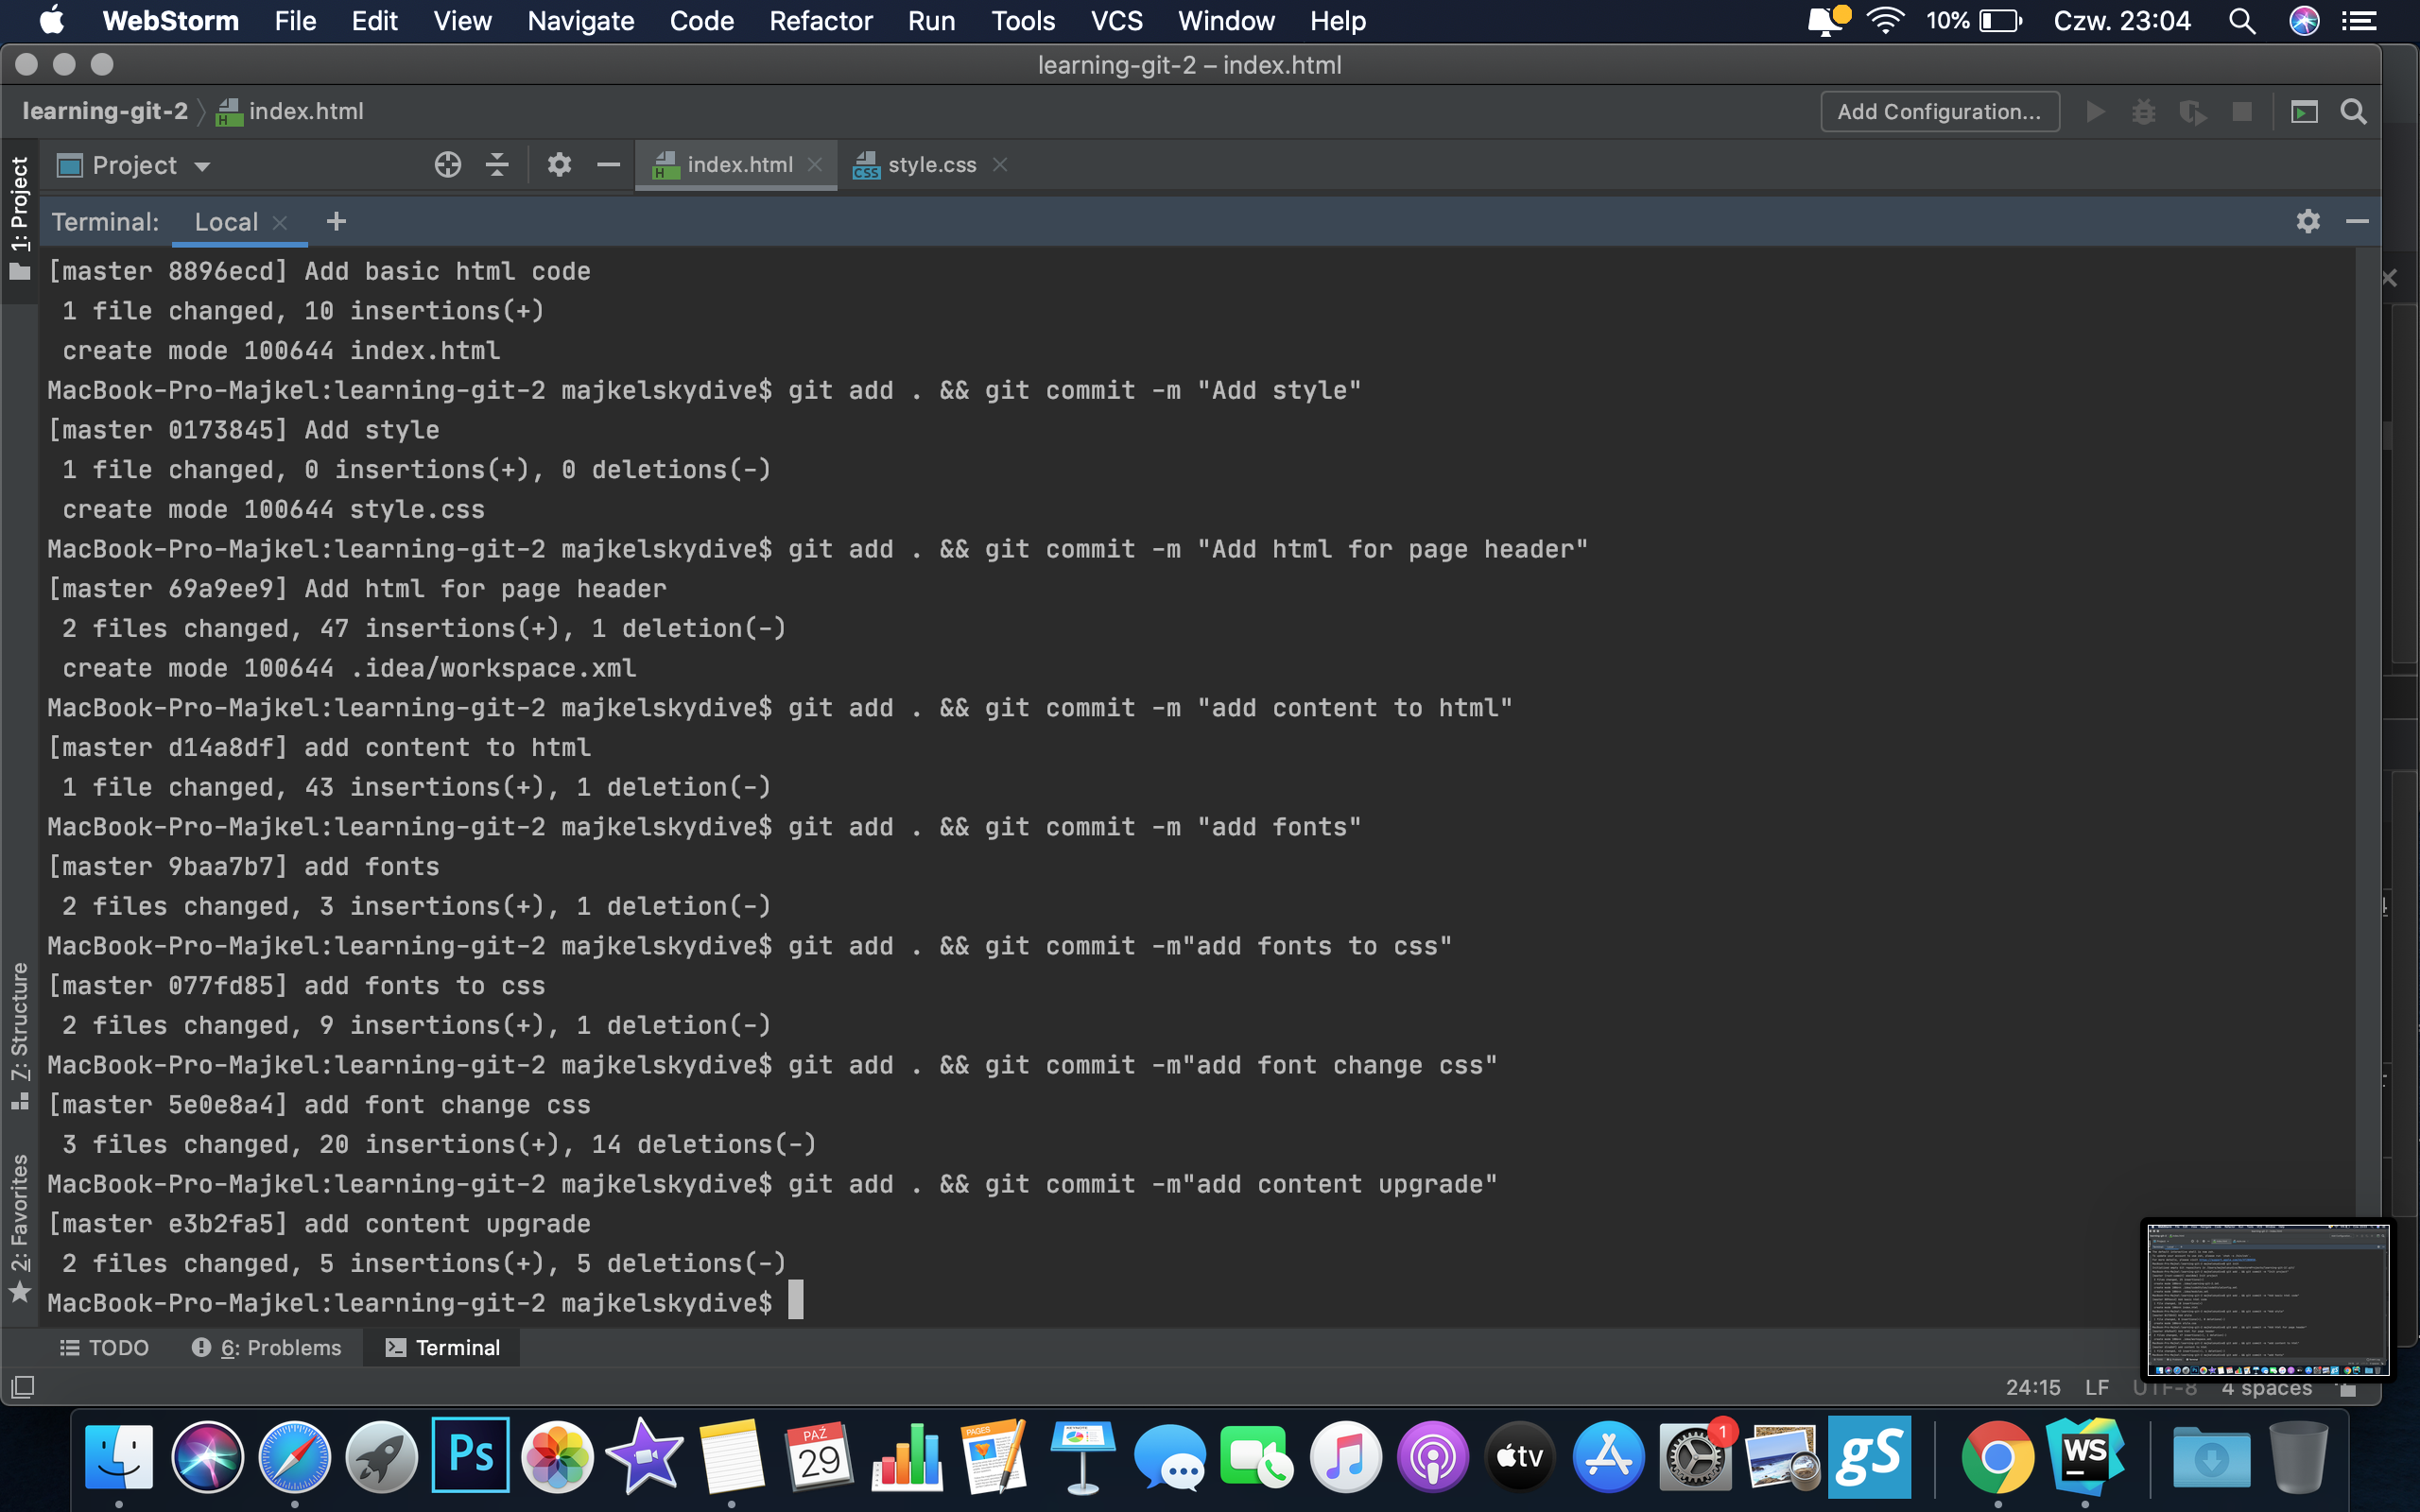 WebStorm File Edit View Navigate Code Refactor Run Tools VCS Window Help 10% Czw. 23:04
learning-git-2 – index.html
learning-git-2 index.html Add Configuration...
1: Project
Project index.html style.css
Terminal: Local +
[master 8896ecd] Add basic html code
1 file changed, 10 insertions(+)
create mode 100644 index.html
MacBook-Pro-Majkel:learning-git-2 majkelskydive$ git add . && git commit -m "Add style"
[master 0173845] Add style
1 file changed, 0 insertions(+), 0 deletions(-)
create mode 100644 style.css
MacBook-Pro-Majkel:learning-git-2 majkelskydive$ git add . && git commit -m "Add html for page header"
[master 69a9ee9] Add html for page header
2 files changed, 47 insertions(+), 1 deletion(-)
create mode 100644 .idea/workspace.xml
MacBook-Pro-Majkel:learning-git-2 majkelskydive$ git add . && git commit -m "add content to html"
[master d14a8df] add content to html
1 file changed, 43 insertions(+), 1 deletion(-)
MacBook-Pro-Majkel:learning-git-2 majkelskydive$ git add . && git commit -m "add fonts"
[master 9baa7b7] add fonts
2 files changed, 3 insertions(+), 1 deletion(-)
MacBook-Pro-Majkel:learning-git-2 majkelskydive$ git add . && git commit -m"add fonts to css"
[master 077fd85] add fonts to css
2 files changed, 9 insertions(+), 1 deletion(-)
MacBook-Pro-Majkel:learning-git-2 majkelskydive$ git add . && git commit -m"add font change css"
[master 5e0e8a4] add font change css
3 files changed, 20 insertions(+), 14 deletions(-)
MacBook-Pro-Majkel:learning-git-2 majkelskydive$ git add . && git commit -m"add content upgrade"
[master e3b2fa5] add content upgrade
2 files changed, 5 insertions(+), 5 deletions(-)
MacBook-Pro-Majkel:learning-git-2 majkelskydive$
Z: Structure
2: Favorites
TODO 6: Problems Terminal
24:15 LF UTF-8 4 spaces
Ps
PAŹ
29
PAGES
tv
1
gS
WS